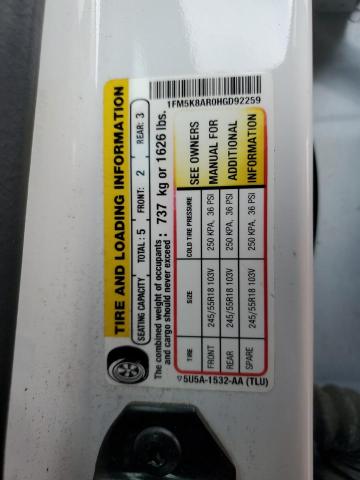 1FM5K8AR0HGD92259
TIRE AND LOADING INFORMATION
SEATING CAPACITY TOTAL: 5 FRONT: 2 REAR: 3
The combined weight of occupants and cargo should never exceed: 737 kg or 1626 lbs.
TIRE SIZE COLD TIRE PRESSURE
FRONT 245/55R18 103V 250 KPA, 36 PSI
REAR 245/55R18 103V 250 KPA, 36 PSI
SPARE 245/55R18 103V 250 KPA, 36 PSI
SEE OWNERS
MANUAL FOR
ADDITIONAL
INFORMATION
5U5A-1532-AA (TLU)